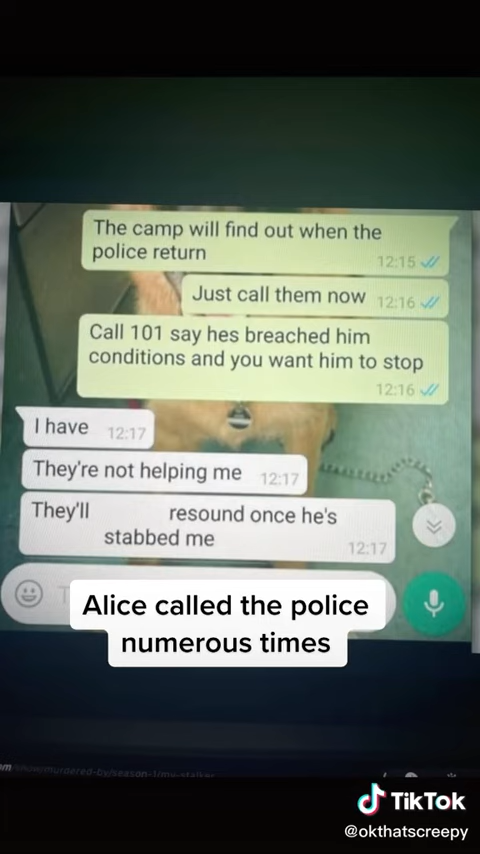 The camp will find out when the
police return
12:15
Just call them now 12:16
Call 101 say hes breached him
conditions and you want him to stop
12:16
I have 12:17
They're not helping me 12:17
They'll resound once he's
stabbed me
12:17
T
Alice called the police
numerous times
TikTok
@okthatscreepy